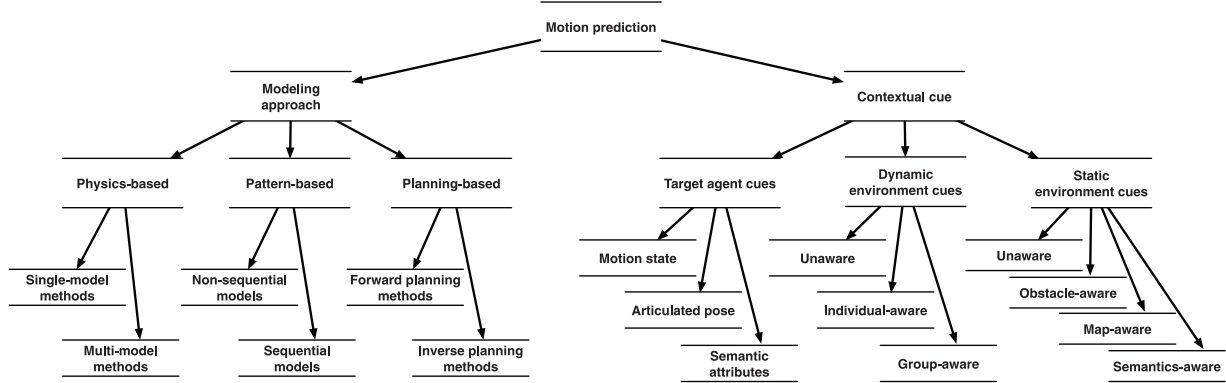 Motion prediction
Modeling
approach
Contextual cue
Physics-based
Pattern-based
Planning-based
Target agent cues
Dynamic
environment cues
Static
environment cues
Single-model
methods
Non-sequential
models
Forward planning
methods
Motion state
Unaware
Unaware
Obstacle-aware
Articulated pose
Individual-aware
Map-aware
Multi-model
methods
Sequential
models
Inverse planning
methods
Semantic
attributes
Group-aware
Semantics-aware